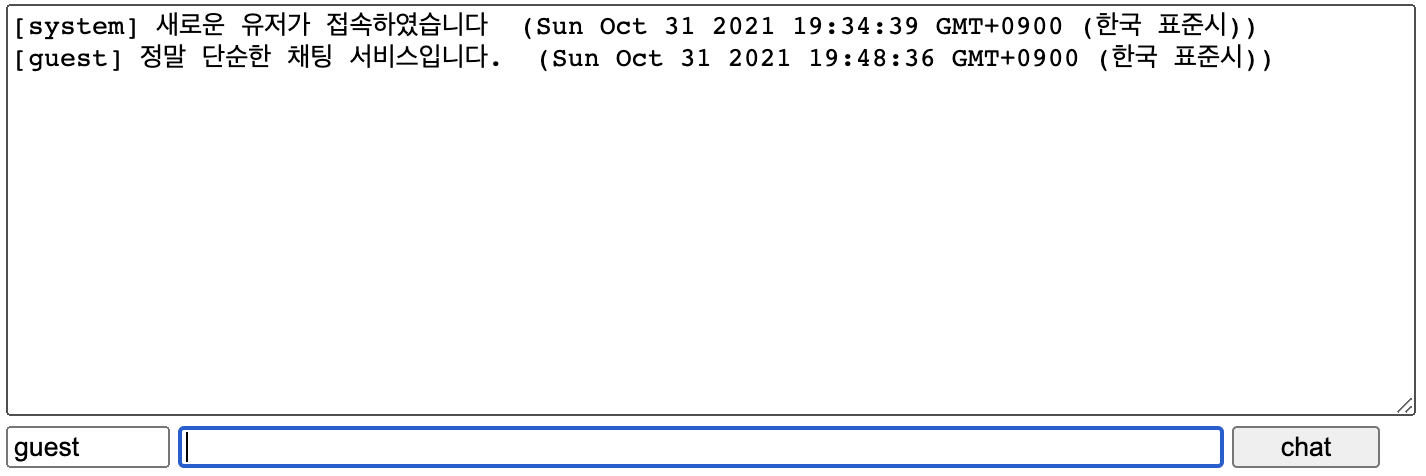 [system] 새로운 유저가 접속하였습니다  (Sun Oct 31 2021 19:34:39 GMT+0900 (한국 표준시))
[guest] 정말 단순한 채팅 서비스입니다.  (Sun Oct 31 2021 19:48:36 GMT+0900 (한국 표준시))
guest chat